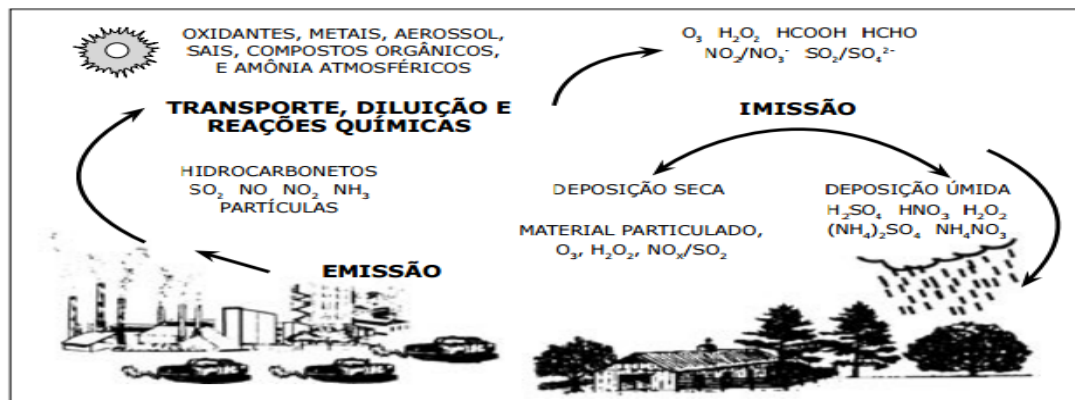 OXIDANTES, METAIS, AEROSSOL,
SAIS, COMPOSTOS ORGÂNICOS,
E AMÔNIA ATMOSFÉRICOS
TRANSPORTE, DILUIÇÃO E
REAÇÕES QUÍMICAS
HIDROCARBONETOS
SO₂ NO NO₂ NH₃
PARTÍCULAS
EMISSÃO
O₃ H₂O₂ HCOOH HCHO
NO₂/NO₃⁻ SO₂/SO₄²⁻
IMISSÃO
DEPOSIÇÃO SECA
MATERIAL PARTICULADO,
O₃, H₂O₂, NOₓ/SO₂
DEPOSIÇÃO ÚMIDA
H₂SO₄ HNO₃ H₂O₂
(NH₄)₂SO₄ NH₄NO₃